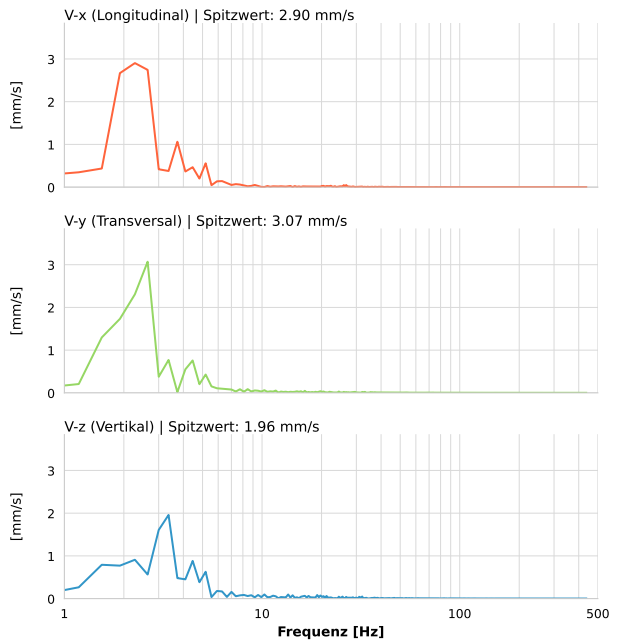 V-x (Longitudinal) | Spitzwert: 2.90 mm/s
3
2
1
0
[mm/s]
V-y (Transversal) | Spitzwert: 3.07 mm/s
3
2
1
0
[mm/s]
V-z (Vertikal) | Spitzwert: 1.96 mm/s
3
2
1
0
[mm/s]
1 10 100 500
Frequenz [Hz]